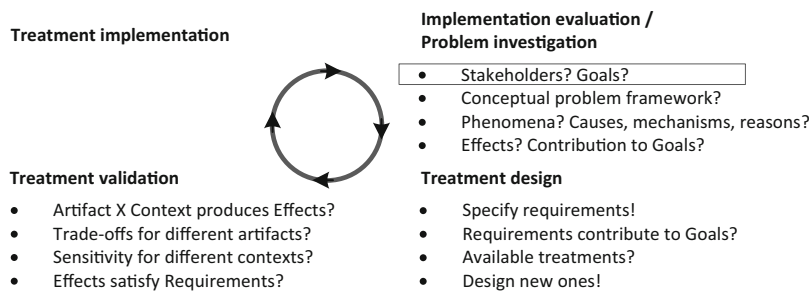 Treatment implementation
Implementation evaluation /
Problem investigation
• Stakeholders? Goals?
• Conceptual problem framework?
• Phenomena? Causes, mechanisms, reasons?
• Effects? Contribution to Goals?
Treatment validation
• Artifact X Context produces Effects?
• Trade-offs for different artifacts?
• Sensitivity for different contexts?
• Effects satisfy Requirements?
Treatment design
• Specify requirements!
• Requirements contribute to Goals?
• Available treatments?
• Design new ones!